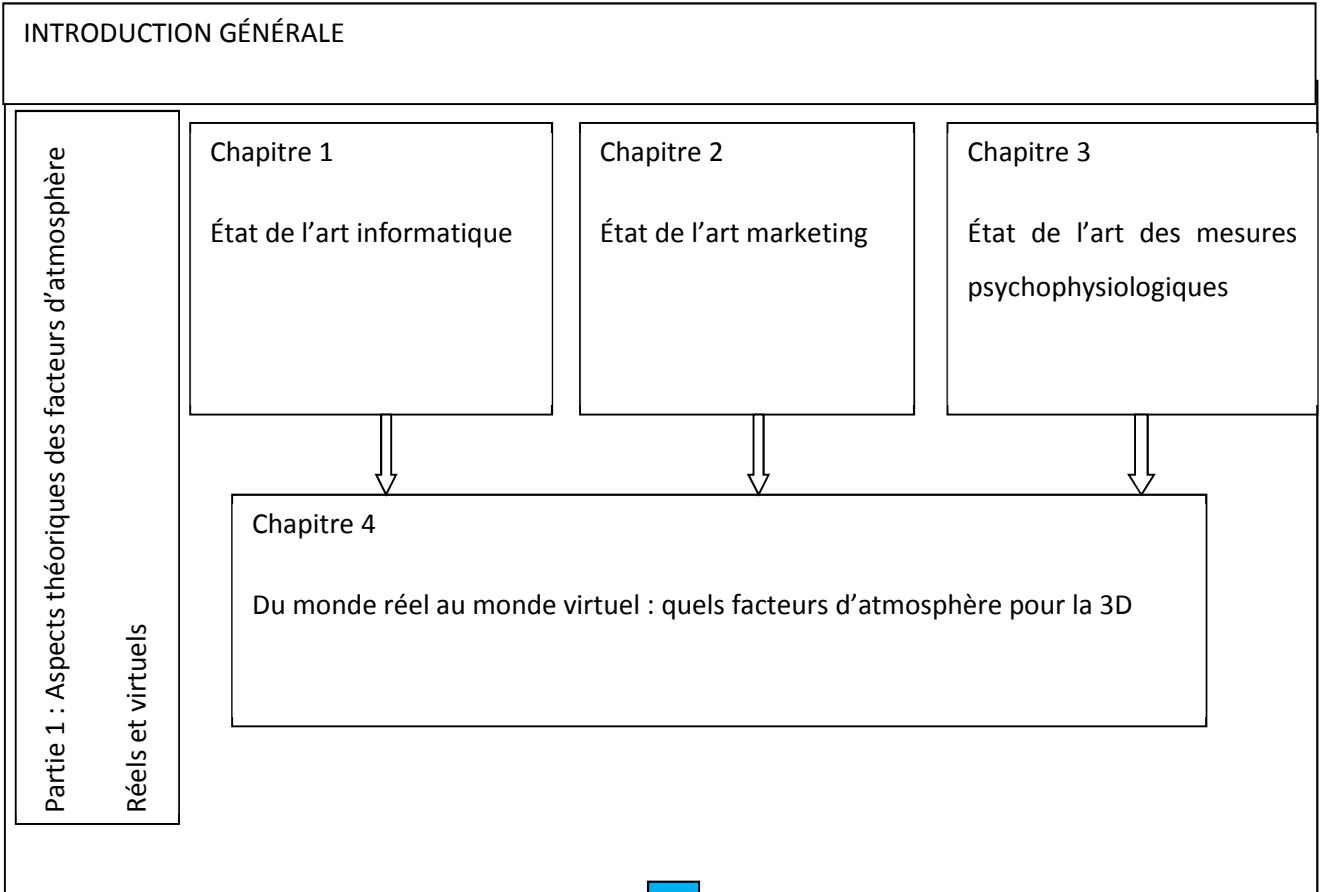 INTRODUCTION GÉNÉRALE
Partie 1 : Aspects théoriques des facteurs d’atmosphère
Réels et virtuels
Chapitre 1
État de l’art informatique
Chapitre 2
État de l’art marketing
Chapitre 3
État de l’art des mesures
psychophysiologiques
Chapitre 4
Du monde réel au monde virtuel : quels facteurs d’atmosphère pour la 3D